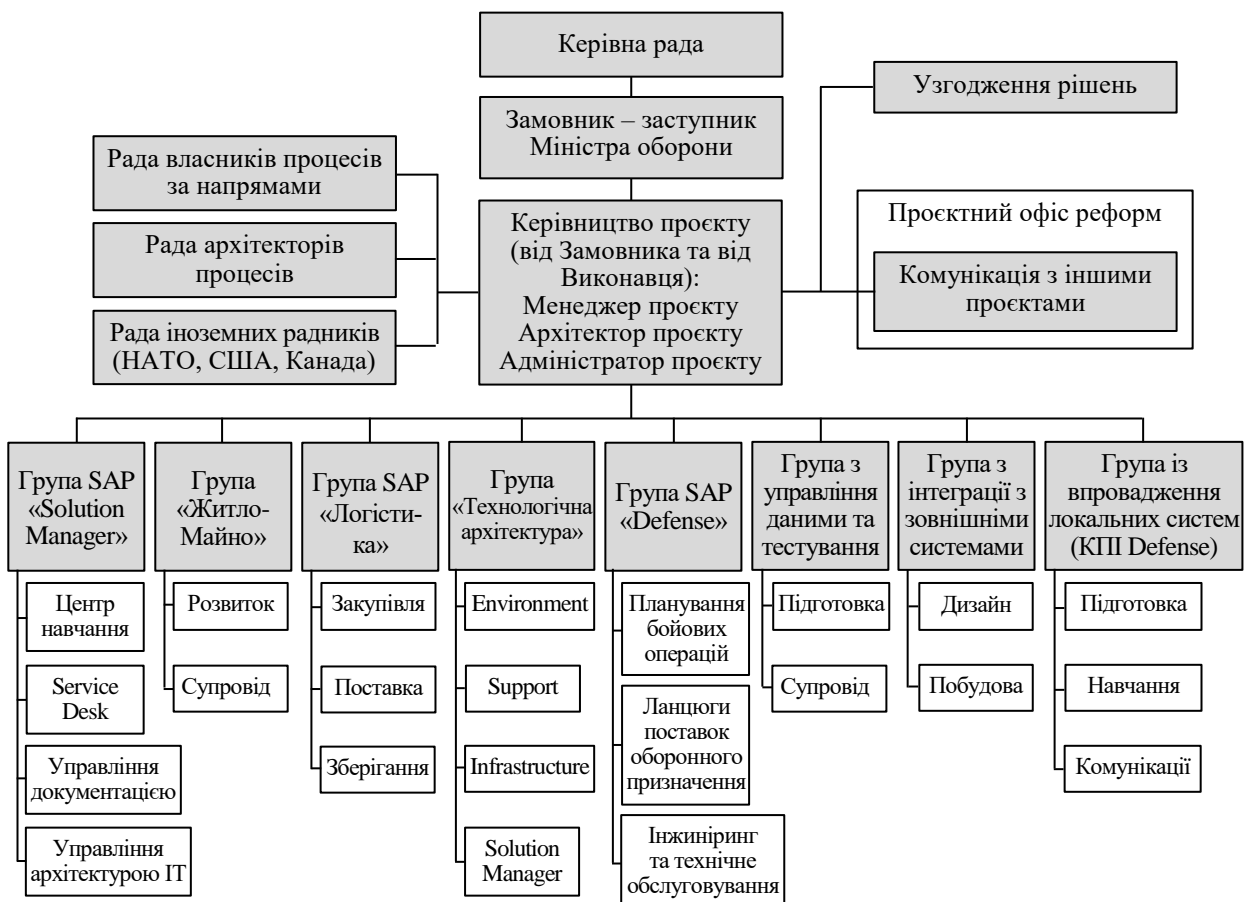 Керівна рада
Узгодження рішень
Замовник – заступник
Міністра оборони
Рада власників процесів
за напрямами
Рада архітекторів
процесів
Рада іноземних радників
(НАТО, США, Канада)
Керівництво проєкту
(від Замовника та від
Виконавця):
Менеджер проєкту
Архітектор проєкту
Адміністратор проєкту
Проєктний офіс реформ
Комунікація з іншими
проєктами
Група SAP
«Solution
Manager»
Центр
навчання
Service
Desk
Управління
документацією
Управління
архітектурою ІТ
Група
«Житло-
Майно»
Розвиток
Супровід
Група SAP
«Логісти-
ка»
Закупівля
Поставка
Зберігання
Група
«Технологічна
архітектура»
Environment
Support
Infrastructure
Solution
Manager
Група SAP
«Defense»
Планування
бойових
операцій
Ланцюги
поставок
оборонного
призначення
Інжиніринг
та технічне
обслуговування
Група з
управління
даними та
тестування
Підготовка
Супровід
Група з
інтеграції з
зовнішніми
системами
Дизайн
Побудова
Група із
впровадження
локальних систем
(КПІ Defense)
Підготовка
Навчання
Комунікації